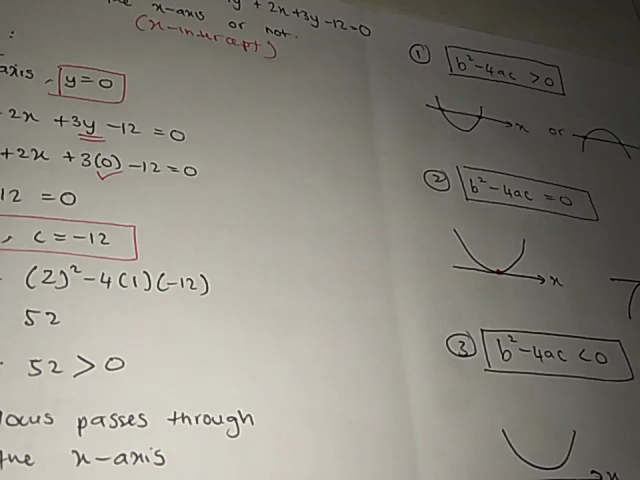 the x-axis y + 2x + 3y - 12 = 0
or not.
(x-intercept)
:
axis, y = 0
2x + 3y - 12 = 0
+ 2x + 3(0) - 12 = 0
12 = 0
, c = -12
(2)² - 4(1)(-12)
52
52 > 0
locus passes through
the x-axis
① b² - 4ac > 0
x or
② b² - 4ac = 0
x
③ b² - 4ac < 0
x